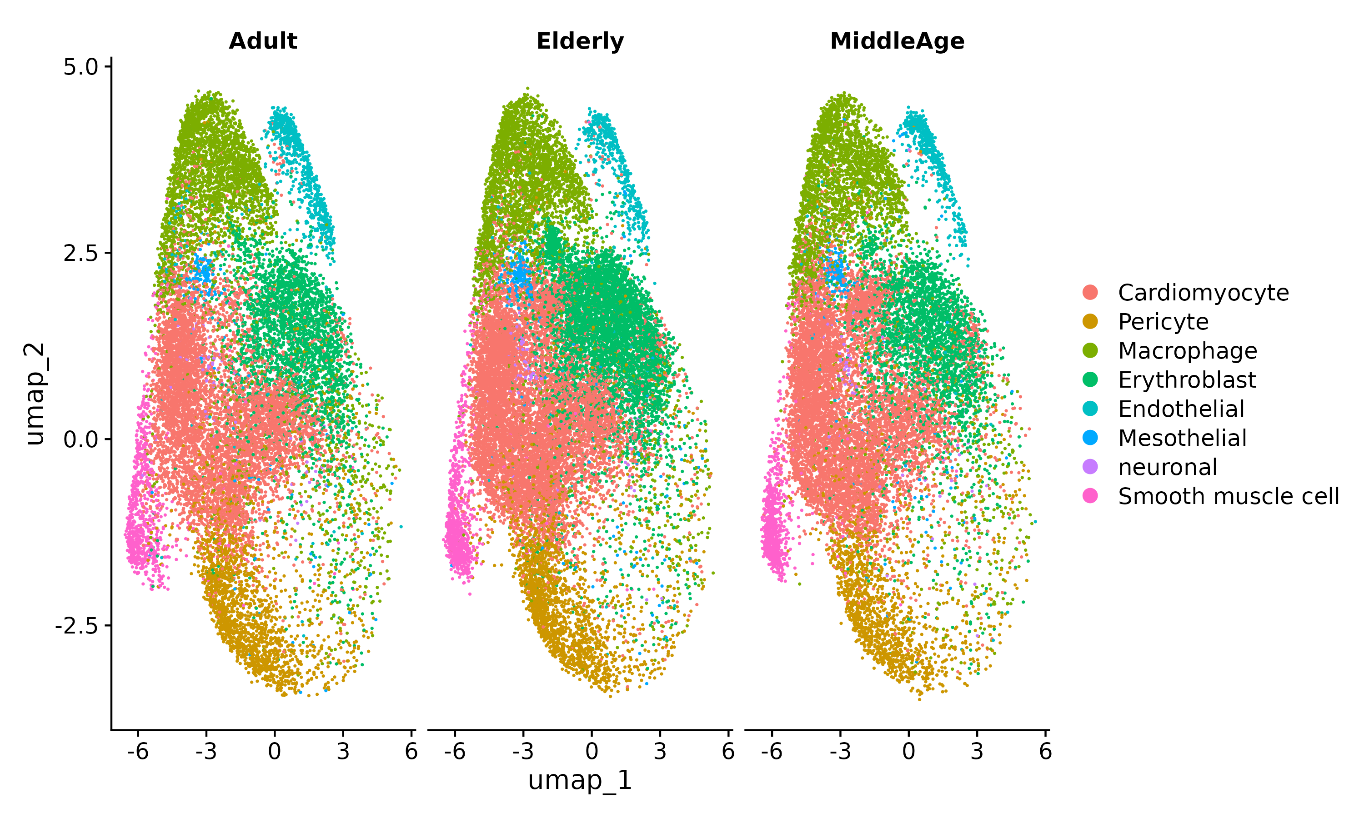 Adult Elderly MiddleAge
5.0
2.5
0.0
-2.5
umap_2
-6 -3 0 3 6 -6 -3 0 3 6 -6 -3 0 3 6
umap_1
Cardiomyocyte
Pericyte
Macrophage
Erythroblast
Endothelial
Mesothelial
neuronal
Smooth muscle cell